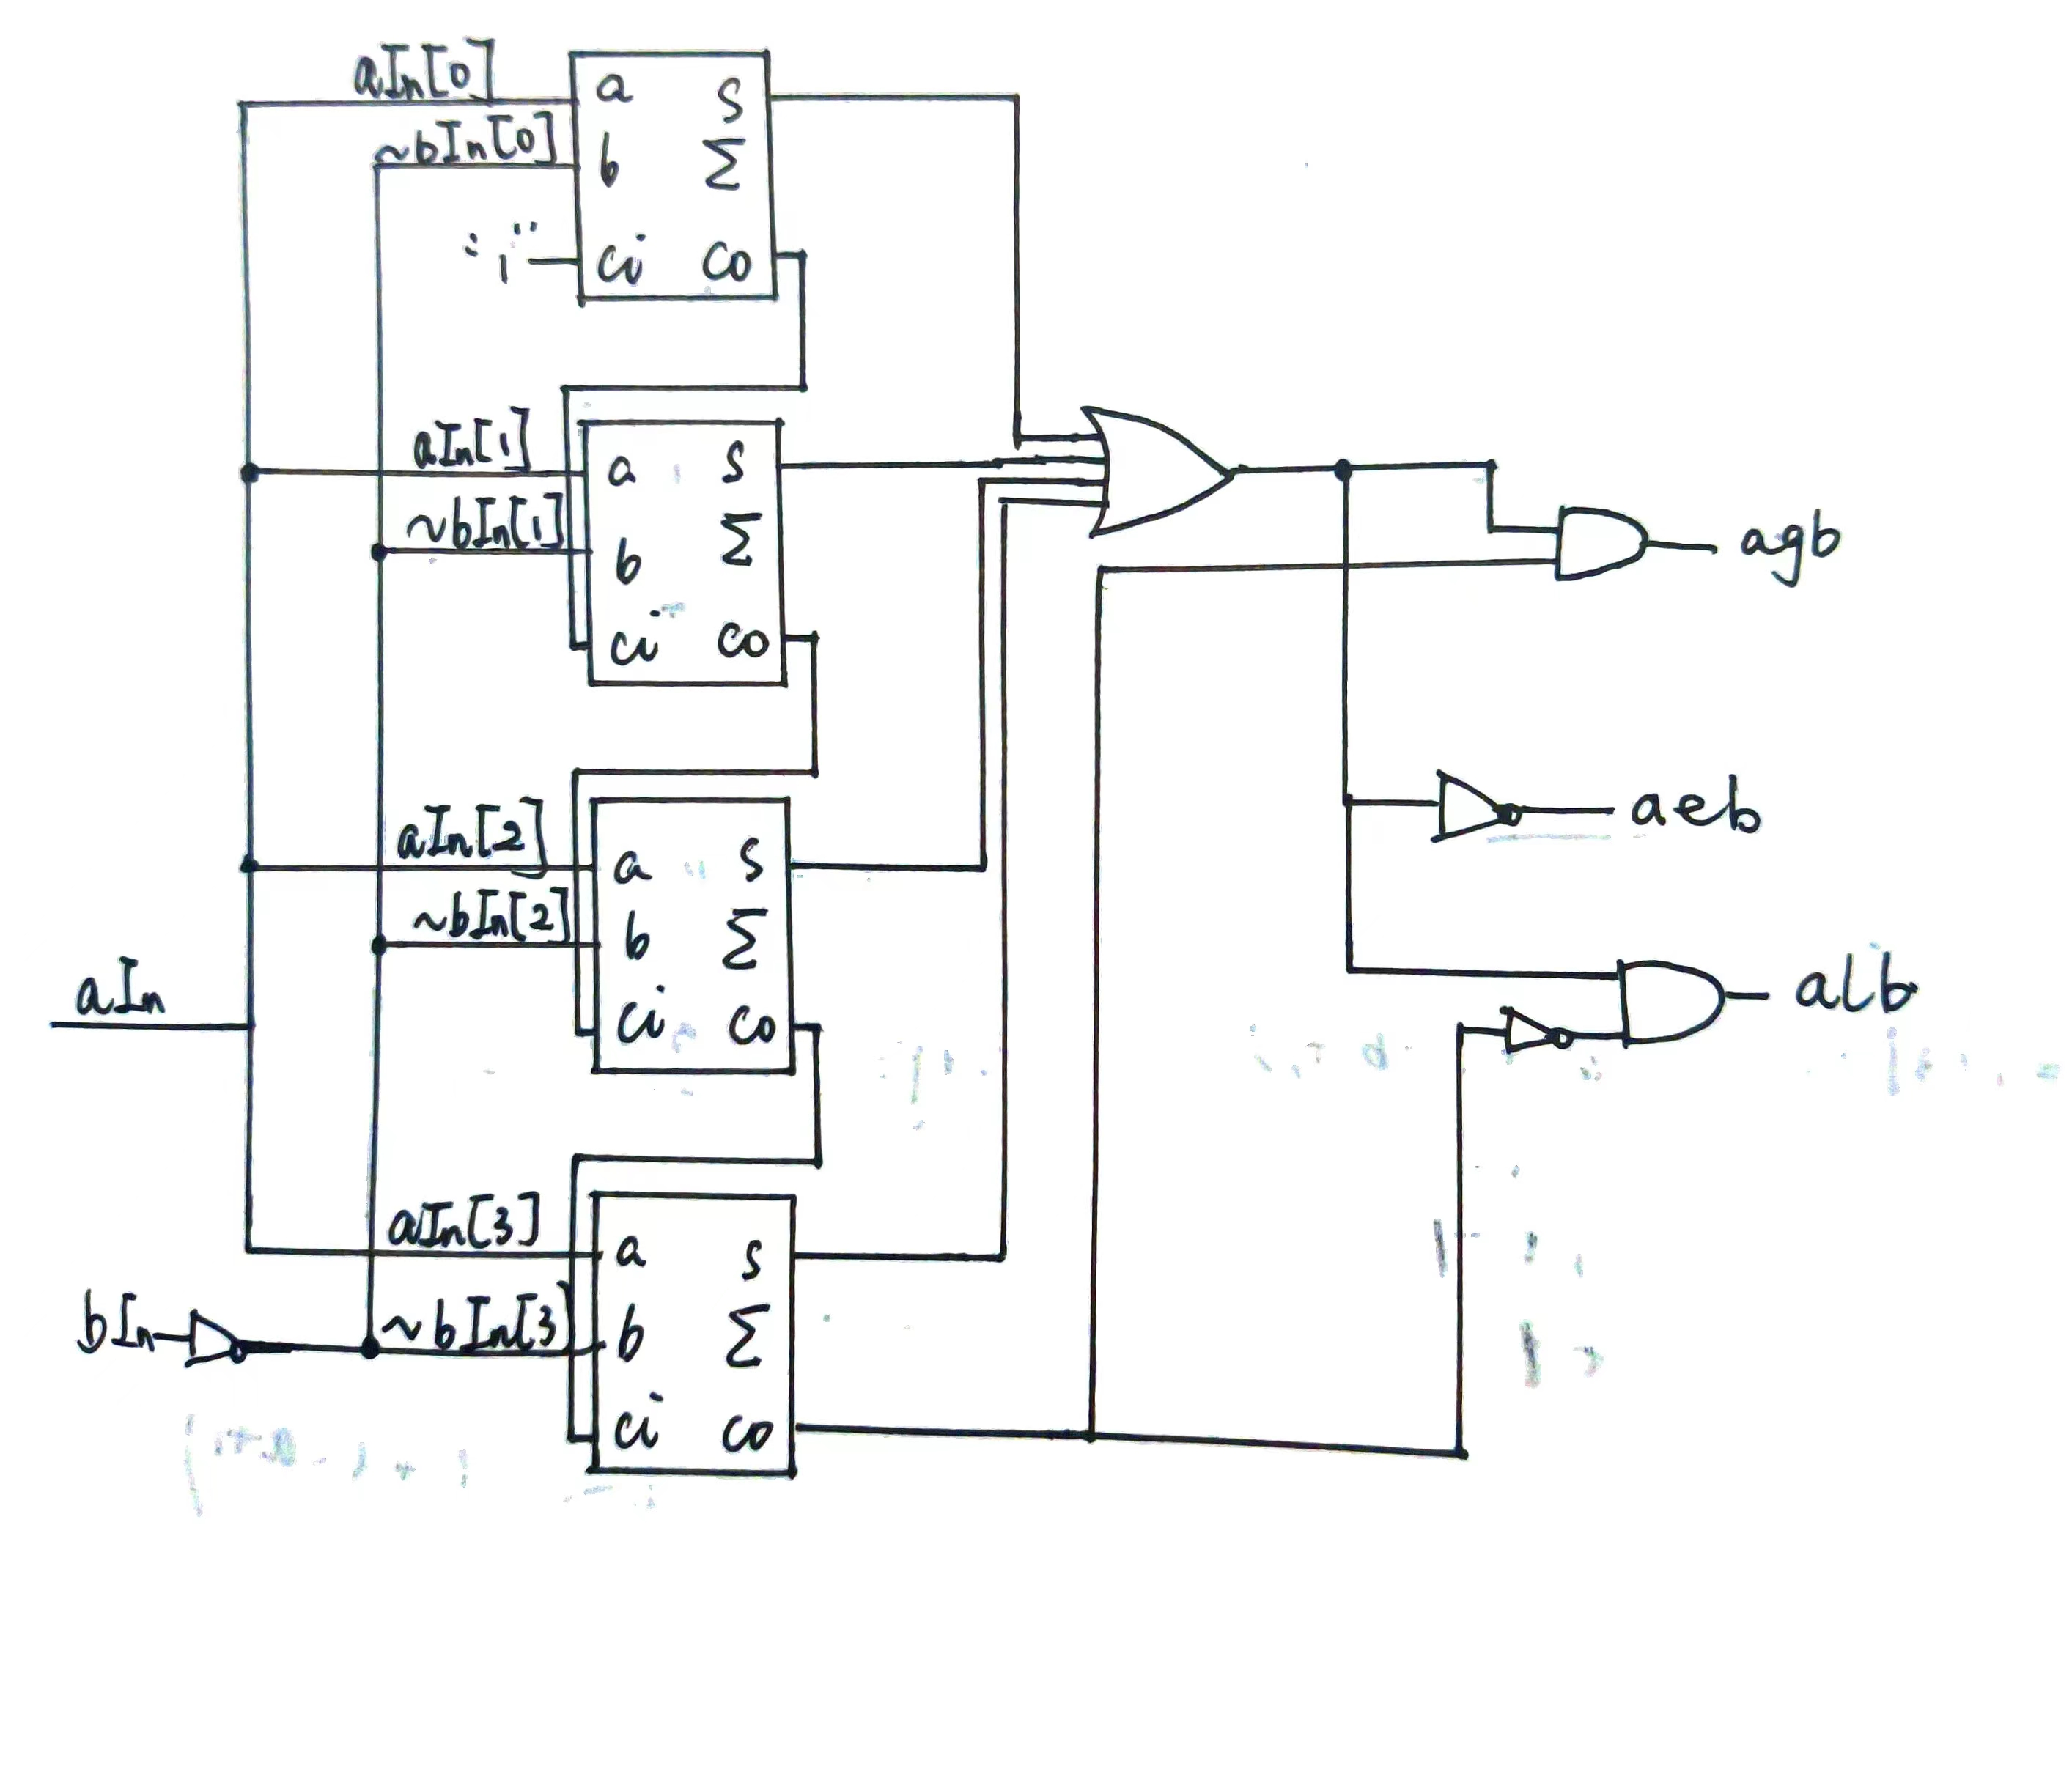 aIn[0]
a S
~bIn[0]
b Σ
"1"
ci co
aIn[1]
a S
~bIn[1]
b Σ
ci co
agb
aIn[2]
a S
aeb
~bIn[2]
b Σ
aIn
ci co
alb
aIn[3]
a S
bIn
~bIn[3]
b Σ
ci co